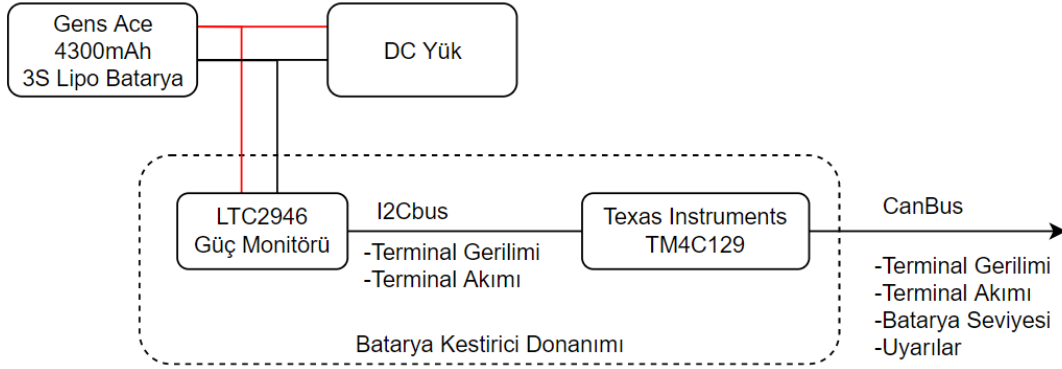 Gens Ace
4300mAh
3S Lipo Batarya
DC Yük
LTC2946
Güç Monitörü
I2Cbus
-Terminal Gerilimi
-Terminal Akımı
Texas Instruments
TM4C129
CanBus
-Terminal Gerilimi
-Terminal Akımı
-Batarya Seviyesi
-Uyarılar
Batarya Kestirici Donanımı